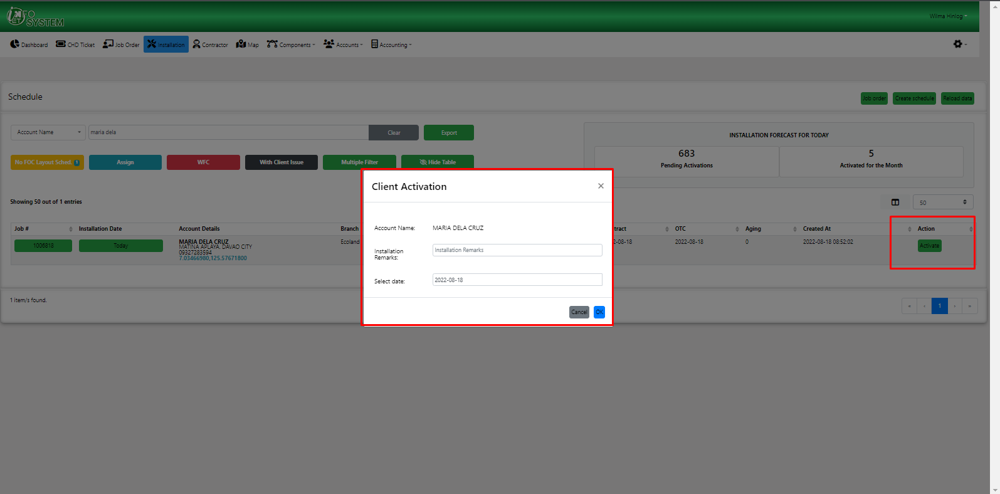 iNET
FO
SYSTEM
Wilma Hinlog
Dashboard
CHD Ticket
Job Order
Installation
Contractor
Map
Components
Accounts
Accounting
Schedule
Job order
Create schedule
Reload data
Account Name
maria dela
Clear
Export
INSTALLATION FORECAST FOR TODAY
683
Pending Activations
5
Activated for the Month
No FOC Layout Sched. 1
Assign
WFC
With Client Issue
Multiple Filter
Hide Table
Showing 50 out of 1 entries
50
Job #
Installation Date
Account Details
Branch
tract
OTC
Aging
Created At
Action
1006818
Today
MARIA DELA CRUZ
MATINA APLAYA, DAVAO CITY
09327283594
7.03466980,125.57671800
Ecoland
2-08-18
2022-08-18
0
2022-08-18 08:52:02
Activate
Client Activation
×
Account Name:
MARIA DELA CRUZ
Installation
Remarks:
Installation Remarks
Select date:
2022-08-18
Cancel
OK
1 item/s found.
«
‹
1
›
»